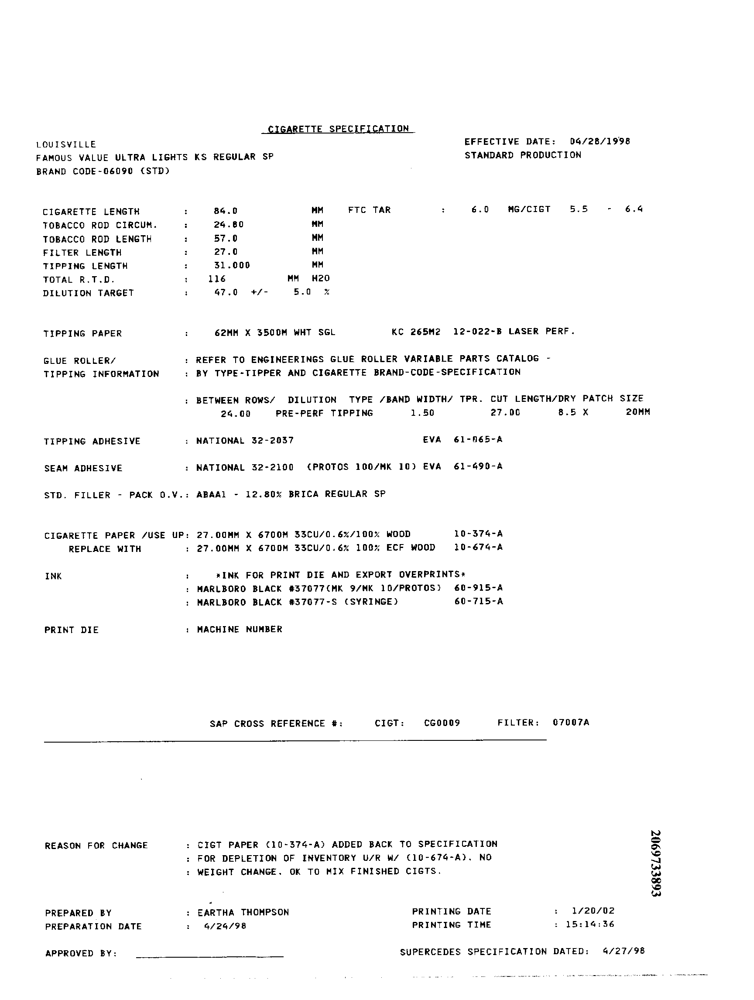 CIGARETTE SPECIFICATION
LOUISVILLE EFFECTIVE DATE: 04/28/1998
FAMOUS VALUE ULTRA LIGHTS KS REGULAR SP STANDARD PRODUCTION
BRAND CODE-06090 (STD)
CIGARETTE LENGTH : 84.0 MM FTC TAR : 6.0 MG/CIGT 5.5 - 6.4
TOBACCO ROD CIRCUM. : 24.80 MM
TOBACCO ROD LENGTH : 57.0 MM
FILTER LENGTH : 27.0 MM
TIPPING LENGTH : 31.000 MM
TOTAL R.T.D. : 116 MM H2O
DILUTION TARGET : 47.0 +/- 5.0 %
TIPPING PAPER : 62MM X 3500M WHT SGL KC 265M2 12-022-B LASER PERF.
GLUE ROLLER/ : REFER TO ENGINEERINGS GLUE ROLLER VARIABLE PARTS CATALOG -
TIPPING INFORMATION : BY TYPE-TIPPER AND CIGARETTE BRAND-CODE-SPECIFICATION
: BETWEEN ROWS/ DILUTION TYPE /BAND WIDTH/ TPR. CUT LENGTH/DRY PATCH SIZE
24.00 PRE-PERF TIPPING 1.50 27.00 8.5 X 20MM
TIPPING ADHESIVE : NATIONAL 32-2037 EVA 61-065-A
SEAM ADHESIVE : NATIONAL 32-2100 (PROTOS 100/MK 10) EVA 61-490-A
STD. FILLER - PACK O.V.: ABAA1 - 12.80% BRICA REGULAR SP
CIGARETTE PAPER /USE UP: 27.00MM X 6700M 33CU/0.6%/100% WOOD 10-374-A
REPLACE WITH : 27.00MM X 6700M 33CU/0.6% 100% ECF WOOD 10-674-A
INK : *INK FOR PRINT DIE AND EXPORT OVERPRINTS*
: MARLBORO BLACK #37077(MK 9/MK 10/PROTOS) 60-915-A
: MARLBORO BLACK #37077-S (SYRINGE) 60-715-A
PRINT DIE : MACHINE NUMBER
SAP CROSS REFERENCE #: CIGT: CG0009 FILTER: 07007A
REASON FOR CHANGE : CIGT PAPER (10-374-A) ADDED BACK TO SPECIFICATION
: FOR DEPLETION OF INVENTORY U/R W/ (10-674-A). NO
: WEIGHT CHANGE. OK TO MIX FINISHED CIGTS.
2069733893
PREPARED BY : EARTHA THOMPSON PRINTING DATE : 1/20/02
PREPARATION DATE : 4/24/98 PRINTING TIME : 15:14:36
APPROVED BY: SUPERCEDES SPECIFICATION DATED: 4/27/98